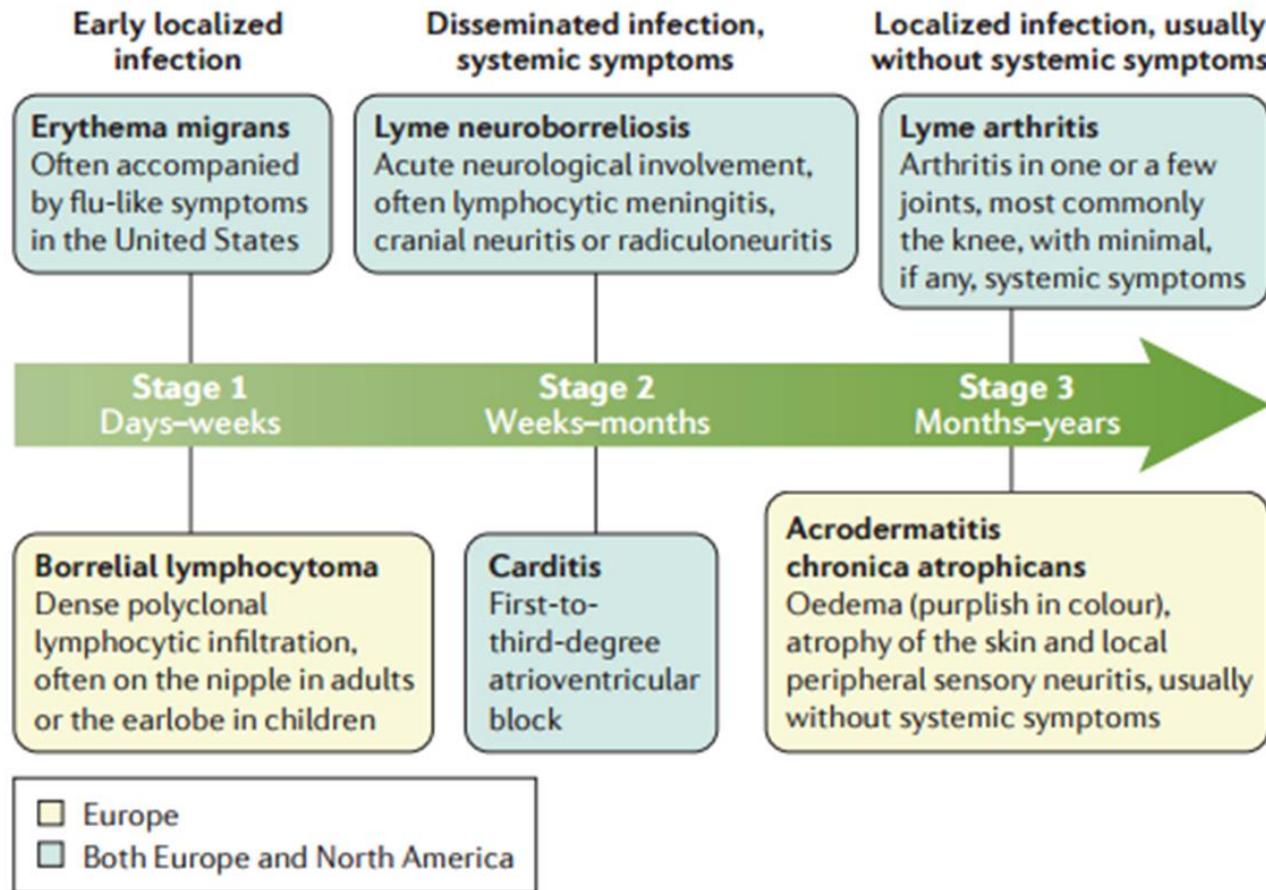 Early localized
infection
Disseminated infection,
systemic symptoms
Localized infection, usually
without systemic symptoms
Erythema migrans
Often accompanied
by flu-like symptoms
in the United States
Lyme neuroborreliosis
Acute neurological involvement,
often lymphocytic meningitis,
cranial neuritis or radiculoneuritis
Lyme arthritis
Arthritis in one or a few
joints, most commonly
the knee, with minimal,
if any, systemic symptoms
Stage 1
Days–weeks
Stage 2
Weeks–months
Stage 3
Months–years
Borrelial lymphocytoma
Dense polyclonal
lymphocytic infiltration,
often on the nipple in adults
or the earlobe in children
Carditis
First-to-
third-degree
atrioventricular
block
Acrodermatitis
chronica atrophicans
Oedema (purplish in colour),
atrophy of the skin and local
peripheral sensory neuritis, usually
without systemic symptoms
Europe
Both Europe and North America